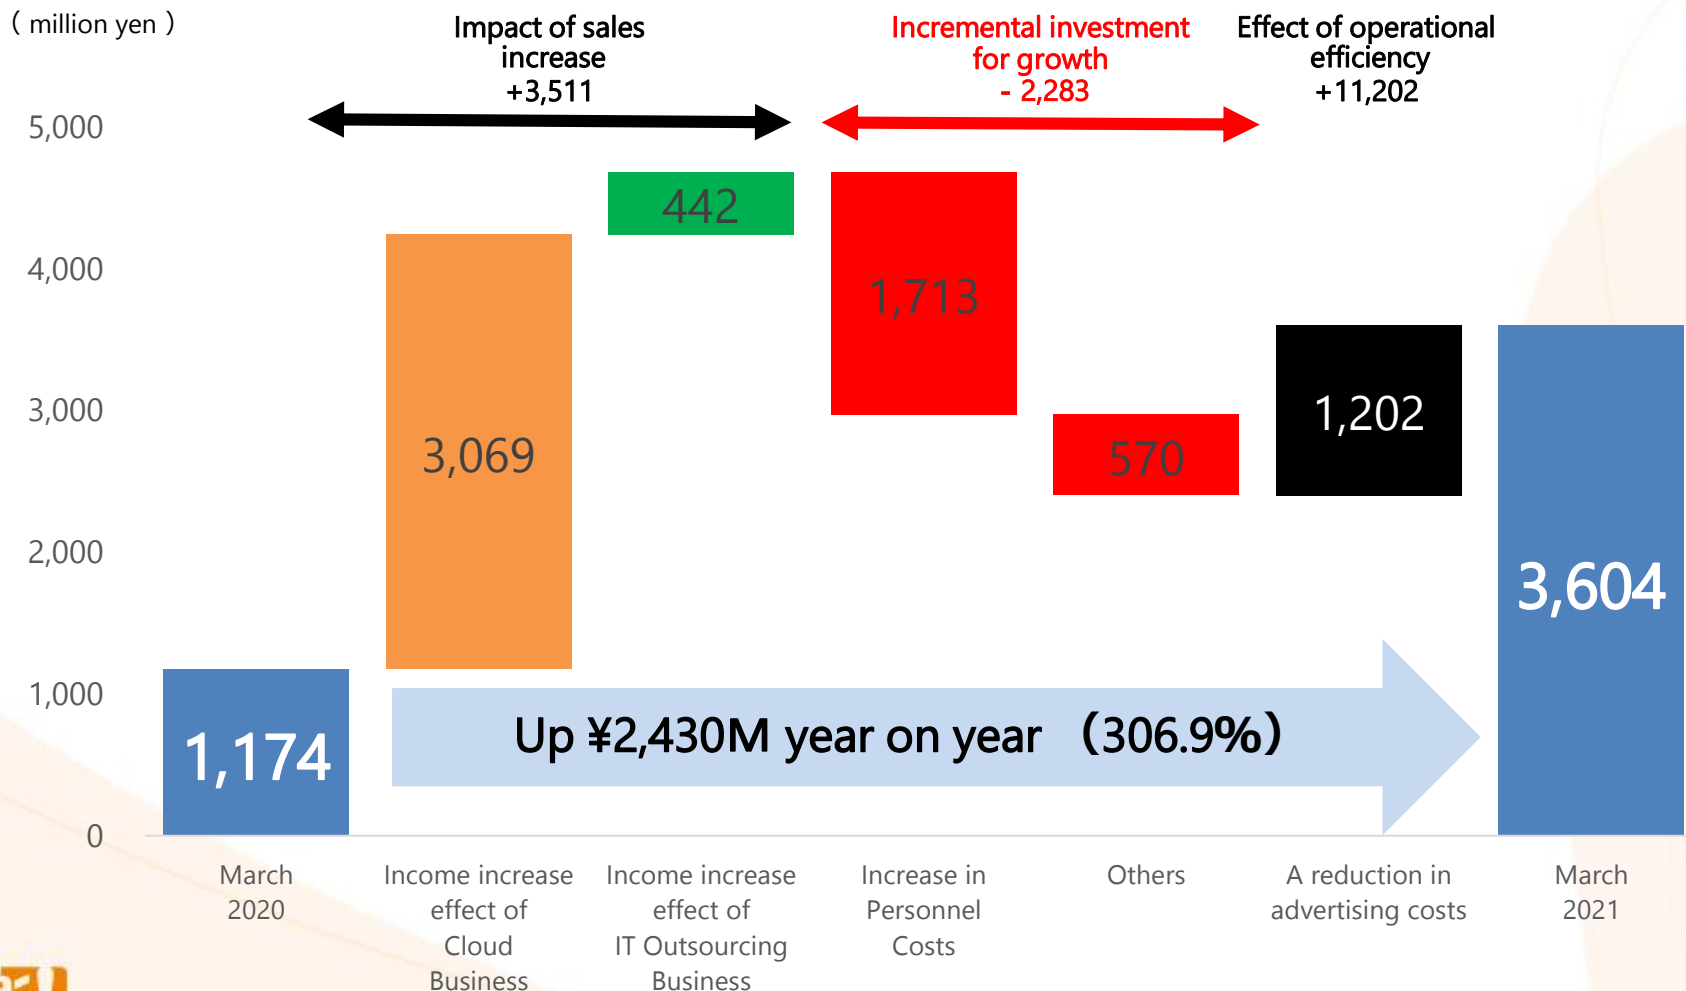 ( million yen )
Impact of sales
increase
+3,511
Incremental investment
for growth
- 2,283
Effect of operational
efficiency
+11,202
5,000
4,000
3,000
2,000
1,000
0
1,174
3,069
442
1,713
570
1,202
3,604
Up ¥2,430M year on year （306.9%）
March
2020
Income increase
effect of
Cloud
Business
Income increase
effect of
IT Outsourcing
Business
Increase in
Personnel
Costs
Others
A reduction in
advertising costs
March
2021